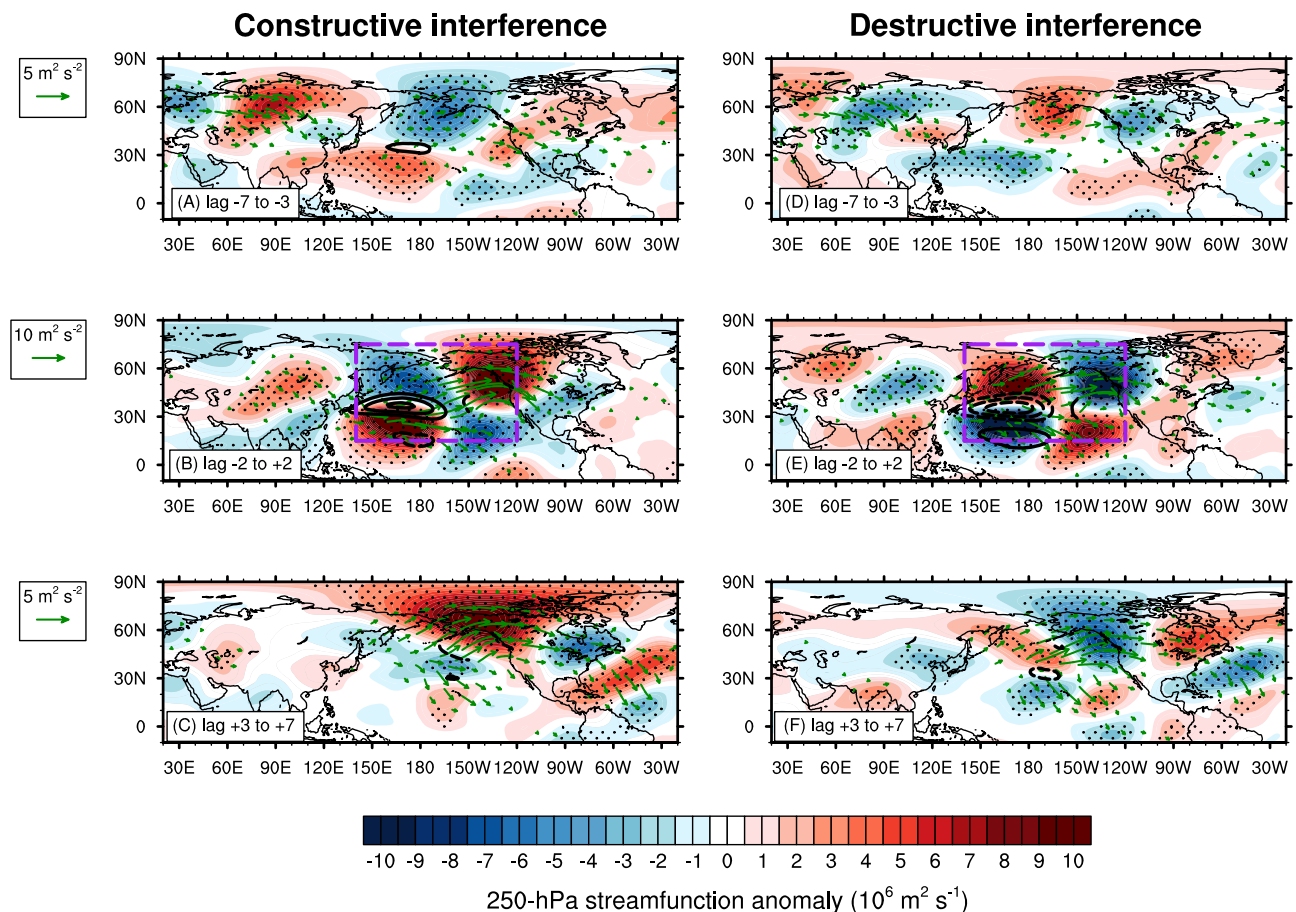 Constructive interference
Destructive interference
5 m² s⁻²
90N
60N
30N
0
(A) lag -7 to -3
30E 60E 90E 120E 150E 180 150W 120W 90W 60W 30W
90N
60N
30N
0
(D) lag -7 to -3
30E 60E 90E 120E 150E 180 150W 120W 90W 60W 30W
10 m² s⁻²
90N
60N
30N
0
(B) lag -2 to +2
30E 60E 90E 120E 150E 180 150W 120W 90W 60W 30W
90N
60N
30N
0
(E) lag -2 to +2
30E 60E 90E 120E 150E 180 150W 120W 90W 60W 30W
5 m² s⁻²
90N
60N
30N
0
(C) lag +3 to +7
30E 60E 90E 120E 150E 180 150W 120W 90W 60W 30W
90N
60N
30N
0
(F) lag +3 to +7
30E 60E 90E 120E 150E 180 150W 120W 90W 60W 30W
-10 -9 -8 -7 -6 -5 -4 -3 -2 -1 0 1 2 3 4 5 6 7 8 9 10
250-hPa streamfunction anomaly (10⁶ m² s⁻¹)